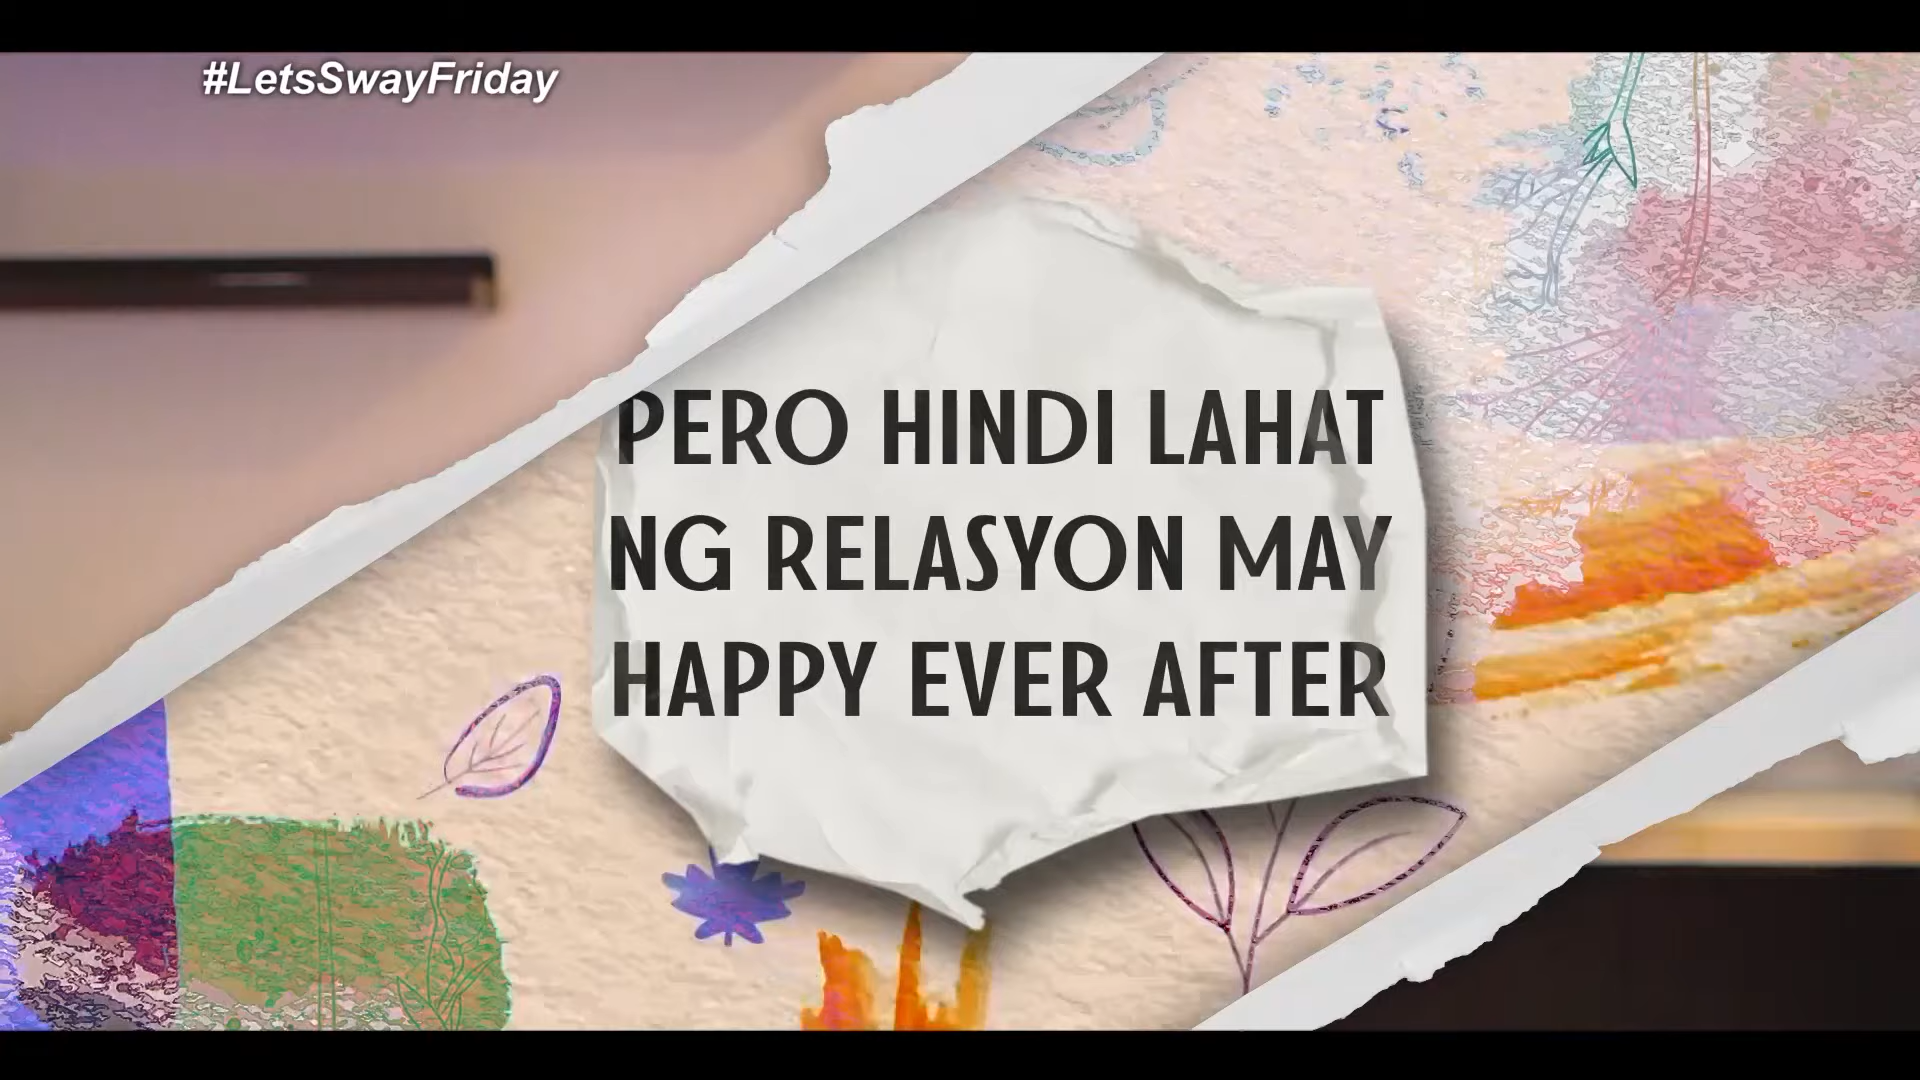 #LetsSwayFriday
PERO HINDI LAHAT
NG RELASYON MAY
HAPPY EVER AFTER